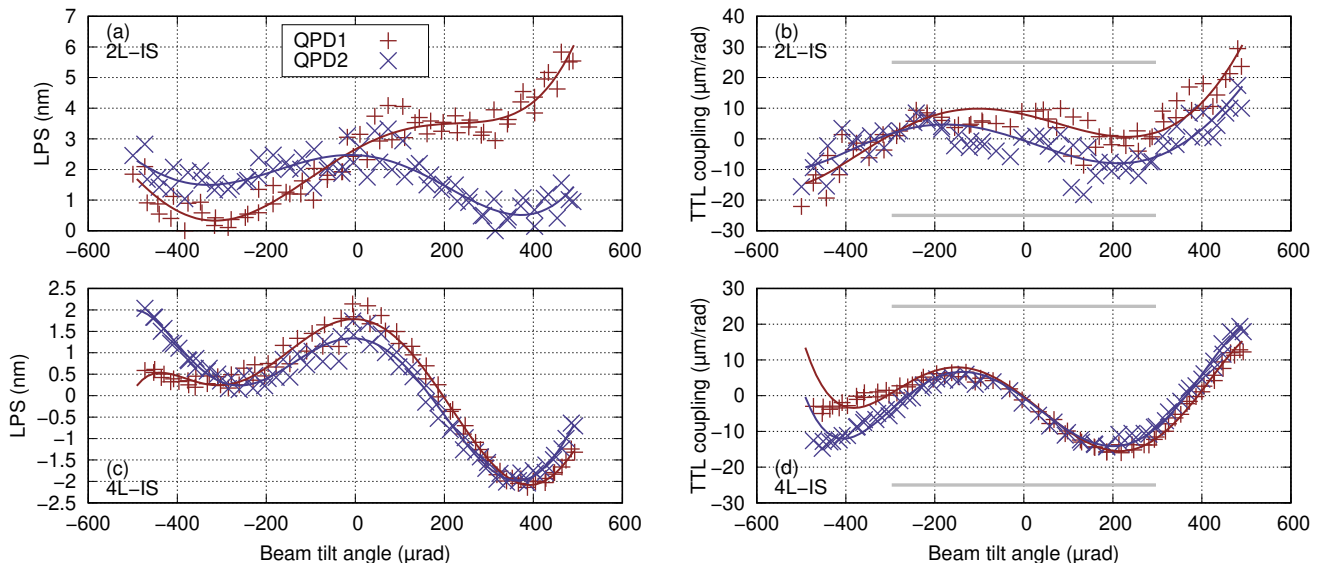 (a)
2L−IS
QPD1
QPD2
LPS (nm)
7
6
5
4
3
2
1
0
−600 −400 −200 0 200 400 600
(b)
2L−IS
TTL coupling (μm/rad)
40
30
20
10
0
−10
−20
−30
−600 −400 −200 0 200 400 600
(c)
4L−IS
LPS (nm)
2.5
2
1.5
1
0.5
0
−0.5
−1
−1.5
−2
−2.5
−600 −400 −200 0 200 400 600
Beam tilt angle (μrad)
(d)
4L−IS
TTL coupling (μm/rad)
30
20
10
0
−10
−20
−30
−600 −400 −200 0 200 400 600
Beam tilt angle (μrad)